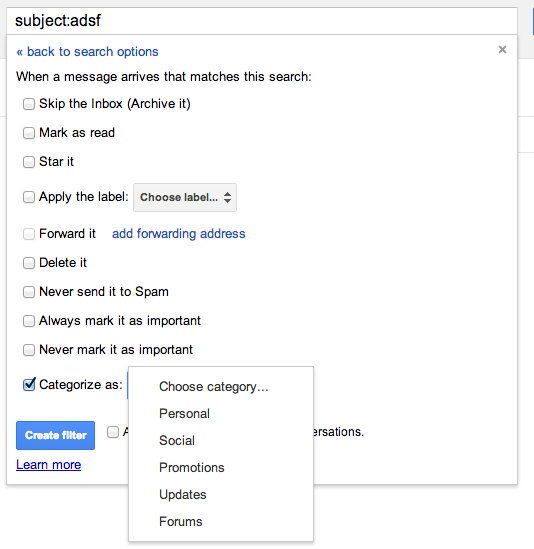 subject:adsf
« back to search options ×
When a message arrives that matches this search:
Skip the Inbox (Archive it)
Mark as read
Star it
Apply the label: Choose label...
Forward it add forwarding address
Delete it
Never send it to Spam
Always mark it as important
Never mark it as important
Categorize as:
Choose category...
Personal
Social
Promotions
Updates
Forums
Create filter
Learn more